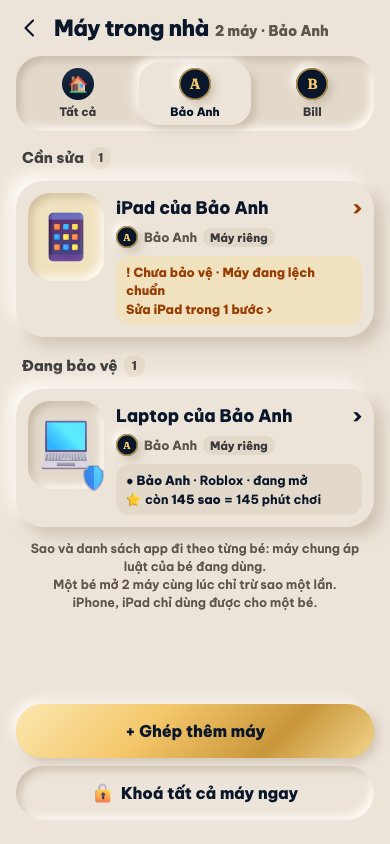 Máy trong nhà 2 máy · Bảo Anh
A
B
Tất cả
Bảo Anh
Bill
Cần sửa 1
iPad của Bảo Anh ›
A Bảo Anh Máy riêng
! Chưa bảo vệ · Máy đang lệch
chuẩn
Sửa iPad trong 1 bước ›
Đang bảo vệ 1
Laptop của Bảo Anh ›
A Bảo Anh Máy riêng
● Bảo Anh · Roblox · đang mở
⭐ còn 145 sao = 145 phút chơi
Sao và danh sách app đi theo từng bé: máy chung áp
luật của bé đang dùng.
Một bé mở 2 máy cùng lúc chỉ trừ sao một lần.
iPhone, iPad chỉ dùng được cho một bé.
+ Ghép thêm máy
🔒 Khoá tất cả máy ngay